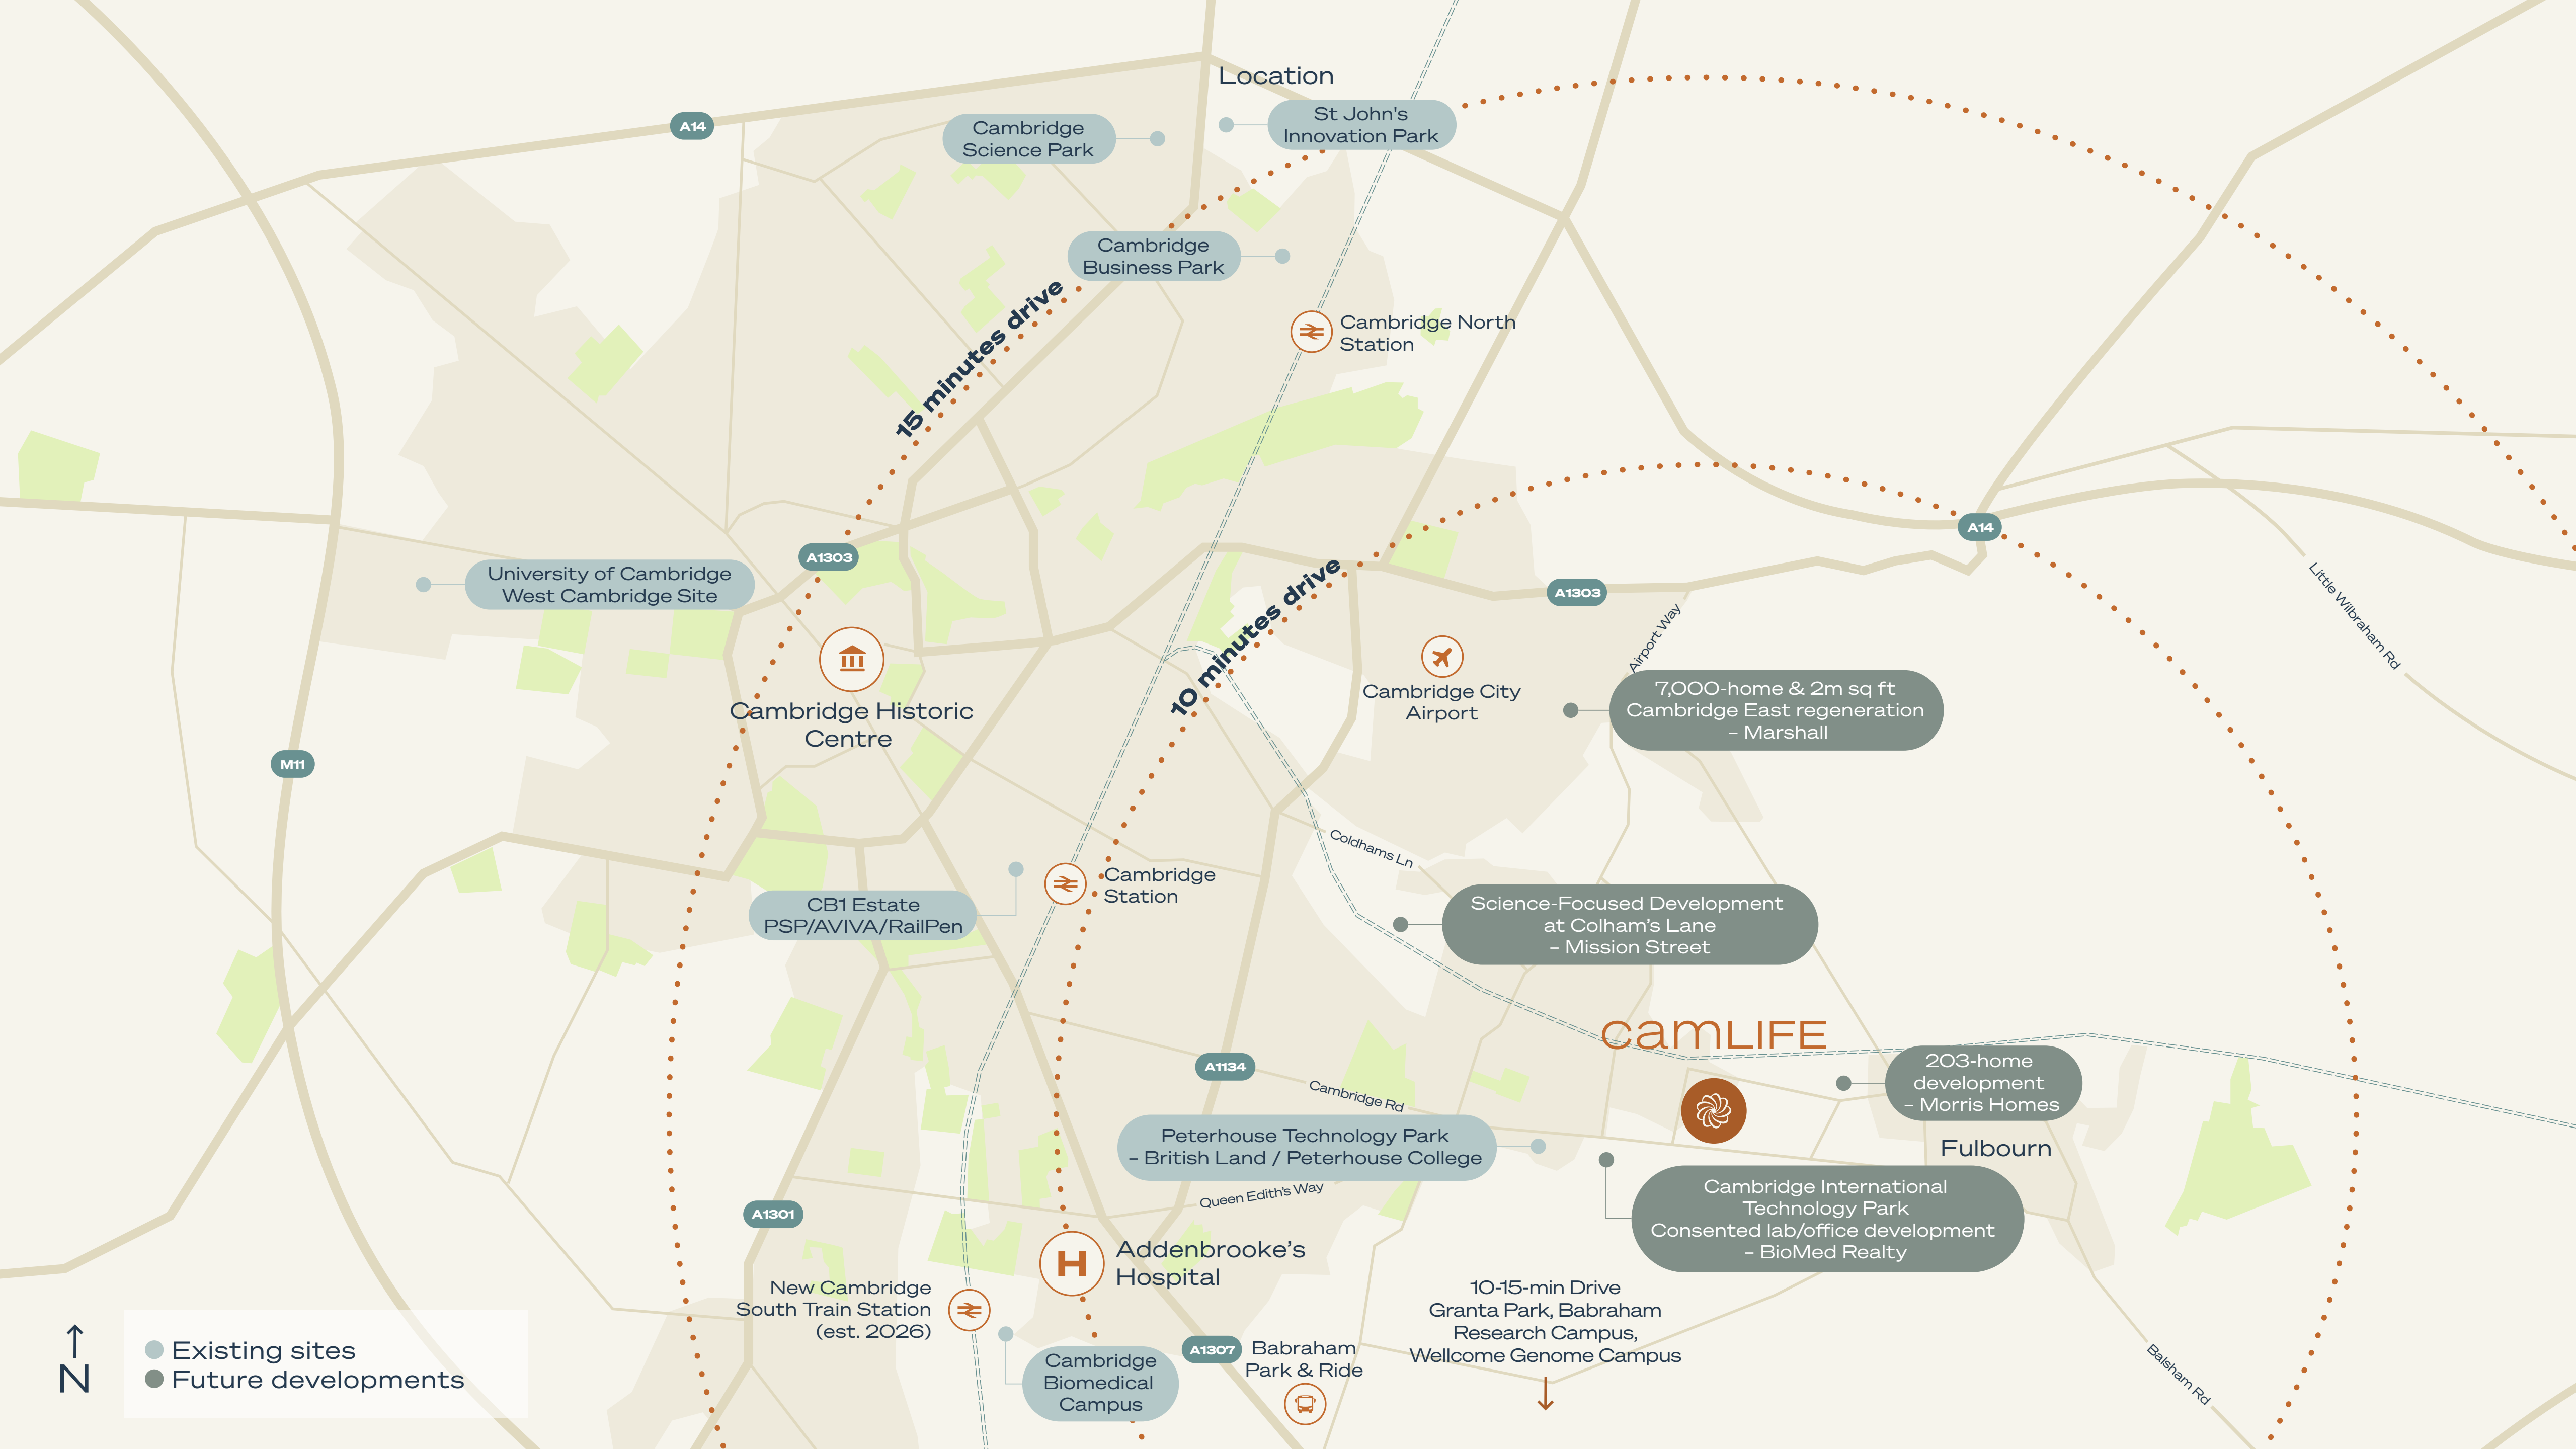 Location
A14
Cambridge
Science Park
St John's
Innovation Park
Cambridge
Business Park
15 minutes drive
Cambridge North
Station
A14
A1303
University of Cambridge
West Cambridge Site
10 minutes drive
A1303
Airport Way
Little Wilbraham Rd
Cambridge Historic
Centre
Cambridge City
Airport
7,000-home & 2m sq ft
Cambridge East regeneration
– Marshall
M11
Coldhams Ln
Cambridge
Station
CB1 Estate
PSP/AVIVA/RailPen
Science-Focused Development
at Colham’s Lane
– Mission Street
camLIFE
A1134
Cambridge Rd
203-home
development
– Morris Homes
Peterhouse Technology Park
– British Land / Peterhouse College
Fulbourn
Queen Edith's Way
A1301
Cambridge International
Technology Park
Consented lab/office development
– BioMed Realty
H
Addenbrooke’s
Hospital
New Cambridge
South Train Station
(est. 2026)
10-15-min Drive
Granta Park, Babraham
Research Campus,
Wellcome Genome Campus
A1307
Babraham
Park & Ride
Cambridge
Biomedical
Campus
Balsham Rd
N
Existing sites
Future developments